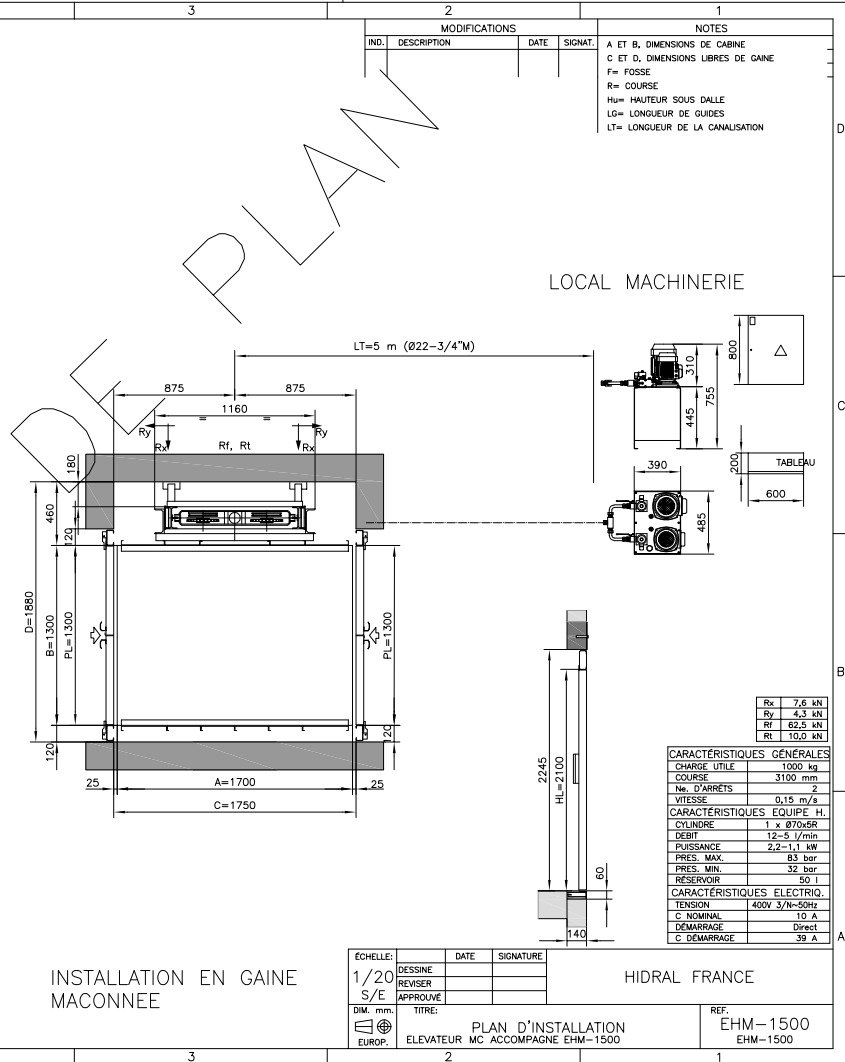 3 2 1
MODIFICATIONS
IND. DESCRIPTION DATE SIGNAT.
NOTES
A ET B, DIMENSIONS DE CABINE
C ET D, DIMENSIONS LIBRES DE GAINE
F= FOSSE
R= COURSE
Hu= HAUTEUR SOUS DALLE
LG= LONGUEUR DE GUIDES
LT= LONGUEUR DE LA CANALISATION
D
C
B
A
DE PLAN
LOCAL MACHINERIE
LT=5 m (Ø22-3/4"M)
875 875
1160
= =
Ry Ry
Rx Rf, Rt Rx
180
460
120
D=1880
B=1300
PL=1300
PL=1300
120
120
25 A=1700 25
C=1750
310
755
445
800
390
485
200
TABLEAU
600
2245
HL=2100
60
140
Rx 7,6 kN
Ry 4,3 kN
Rf 62,5 kN
Rt 10,0 kN
CARACTÉRISTIQUES GÉNÉRALES
CHARGE UTILE 1000 kg
COURSE 3100 mm
Ne. D'ARRÊTS 2
VITESSE 0,15 m/s
CARACTÉRISTIQUES EQUIPE H.
CYLINDRE 1 x Ø70x5R
DEBIT 12-5 l/min
PUISSANCE 2,2-1,1 kW
PRES. MAX. 83 bar
PRES. MIN. 32 bar
RÉSERVOIR 50 l
CARACTÉRISTIQUES ELECTRIQ.
TENSION 400V 3/N~50Hz
C NOMINAL 10 A
DÉMARRAGE Direct
C DÉMARRAGE 39 A
INSTALLATION EN GAINE
MACONNEE
ÉCHELLE:
1/20
S/E
DATE SIGNATURE
DESSINE
REVISER
APPROUVÉ
HIDRAL FRANCE
DIM. mm.
EUROP.
TITRE:
PLAN D'INSTALLATION
ELEVATEUR MC ACCOMPAGNE EHM-1500
REF.
EHM-1500
EHM-1500
3 2 1